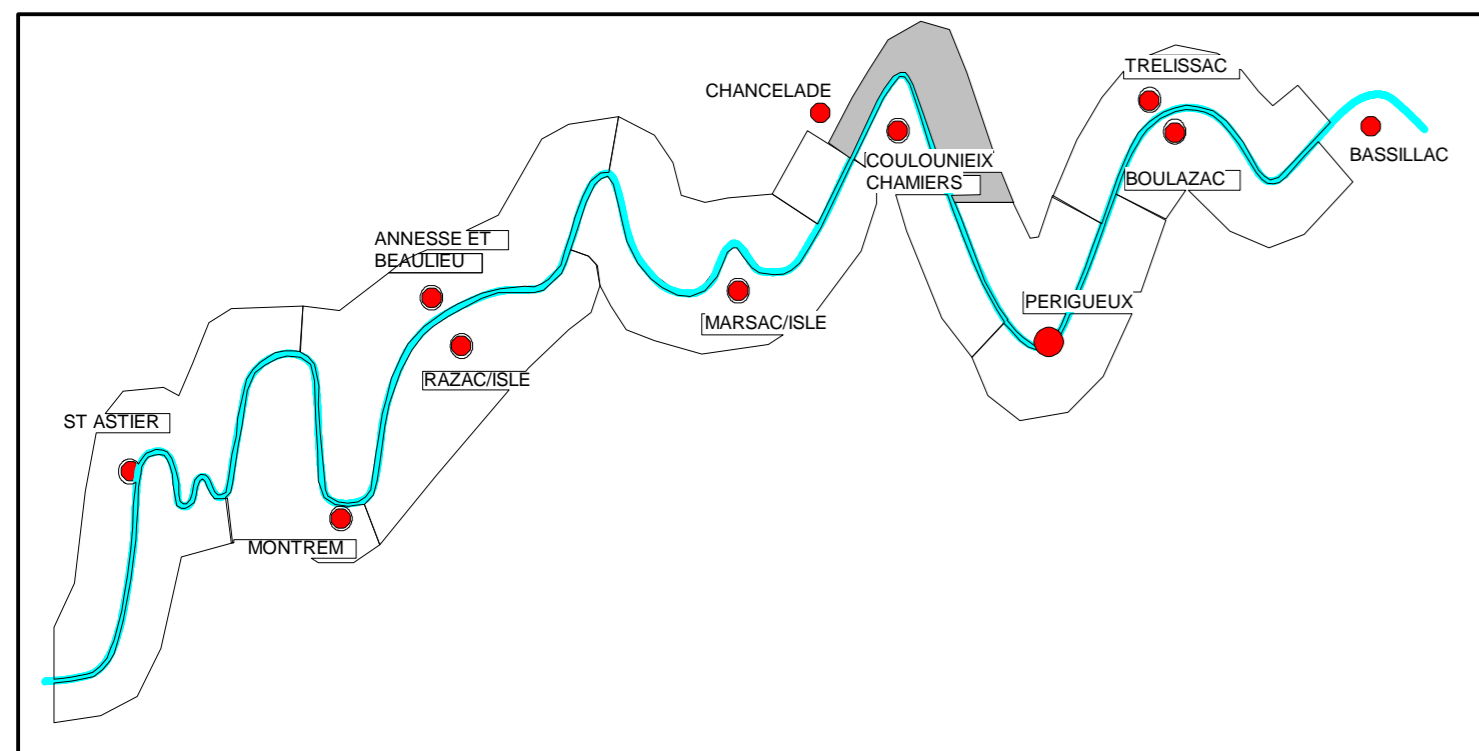 TRELISSAC
CHANCELADE
BASSILLAC
COULOUNIEIX
CHAMIERS
BOULAZAC
ANNESSE ET
BEAULIEU
PERIGUEUX
MARSAC/ISLE
RAZAC/ISLE
ST ASTIER
MONTREM